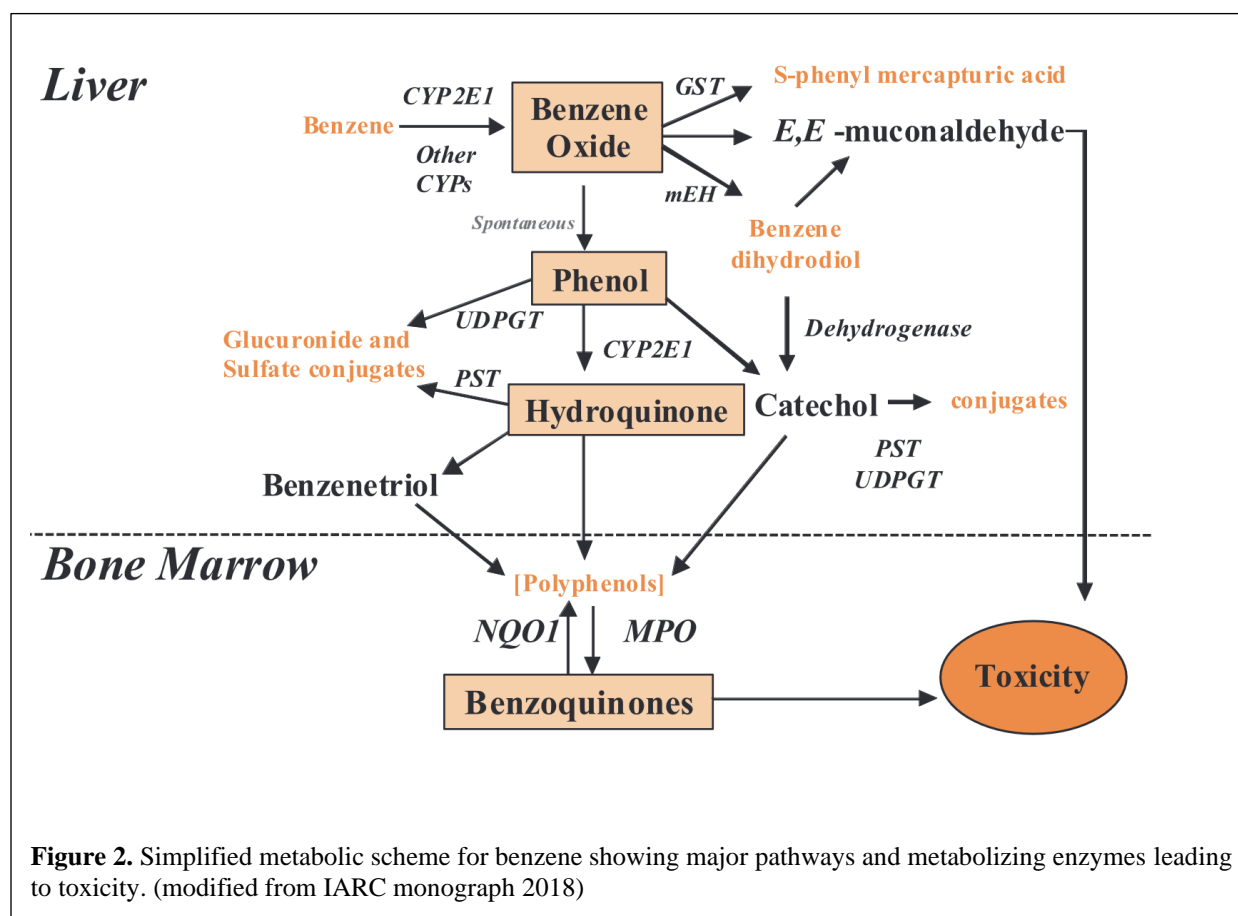 Liver
CYP2E1
Other
CYPs
Benzene
Benzene
Oxide
GST
S-phenyl mercapturic acid
E,E -muconaldehyde
mEH
Benzene
dihydrodiol
Spontaneous
Phenol
UDPGT
Glucuronide and
Sulfate conjugates
CYP2E1
Dehydrogenase
PST
Hydroquinone
Catechol
conjugates
PST
UDPGT
Benzenetriol
Bone Marrow
[Polyphenols]
NQO1
MPO
Benzoquinones
Toxicity
Figure 2. Simplified metabolic scheme for benzene showing major pathways and metabolizing enzymes leading
to toxicity. (modified from IARC monograph 2018)